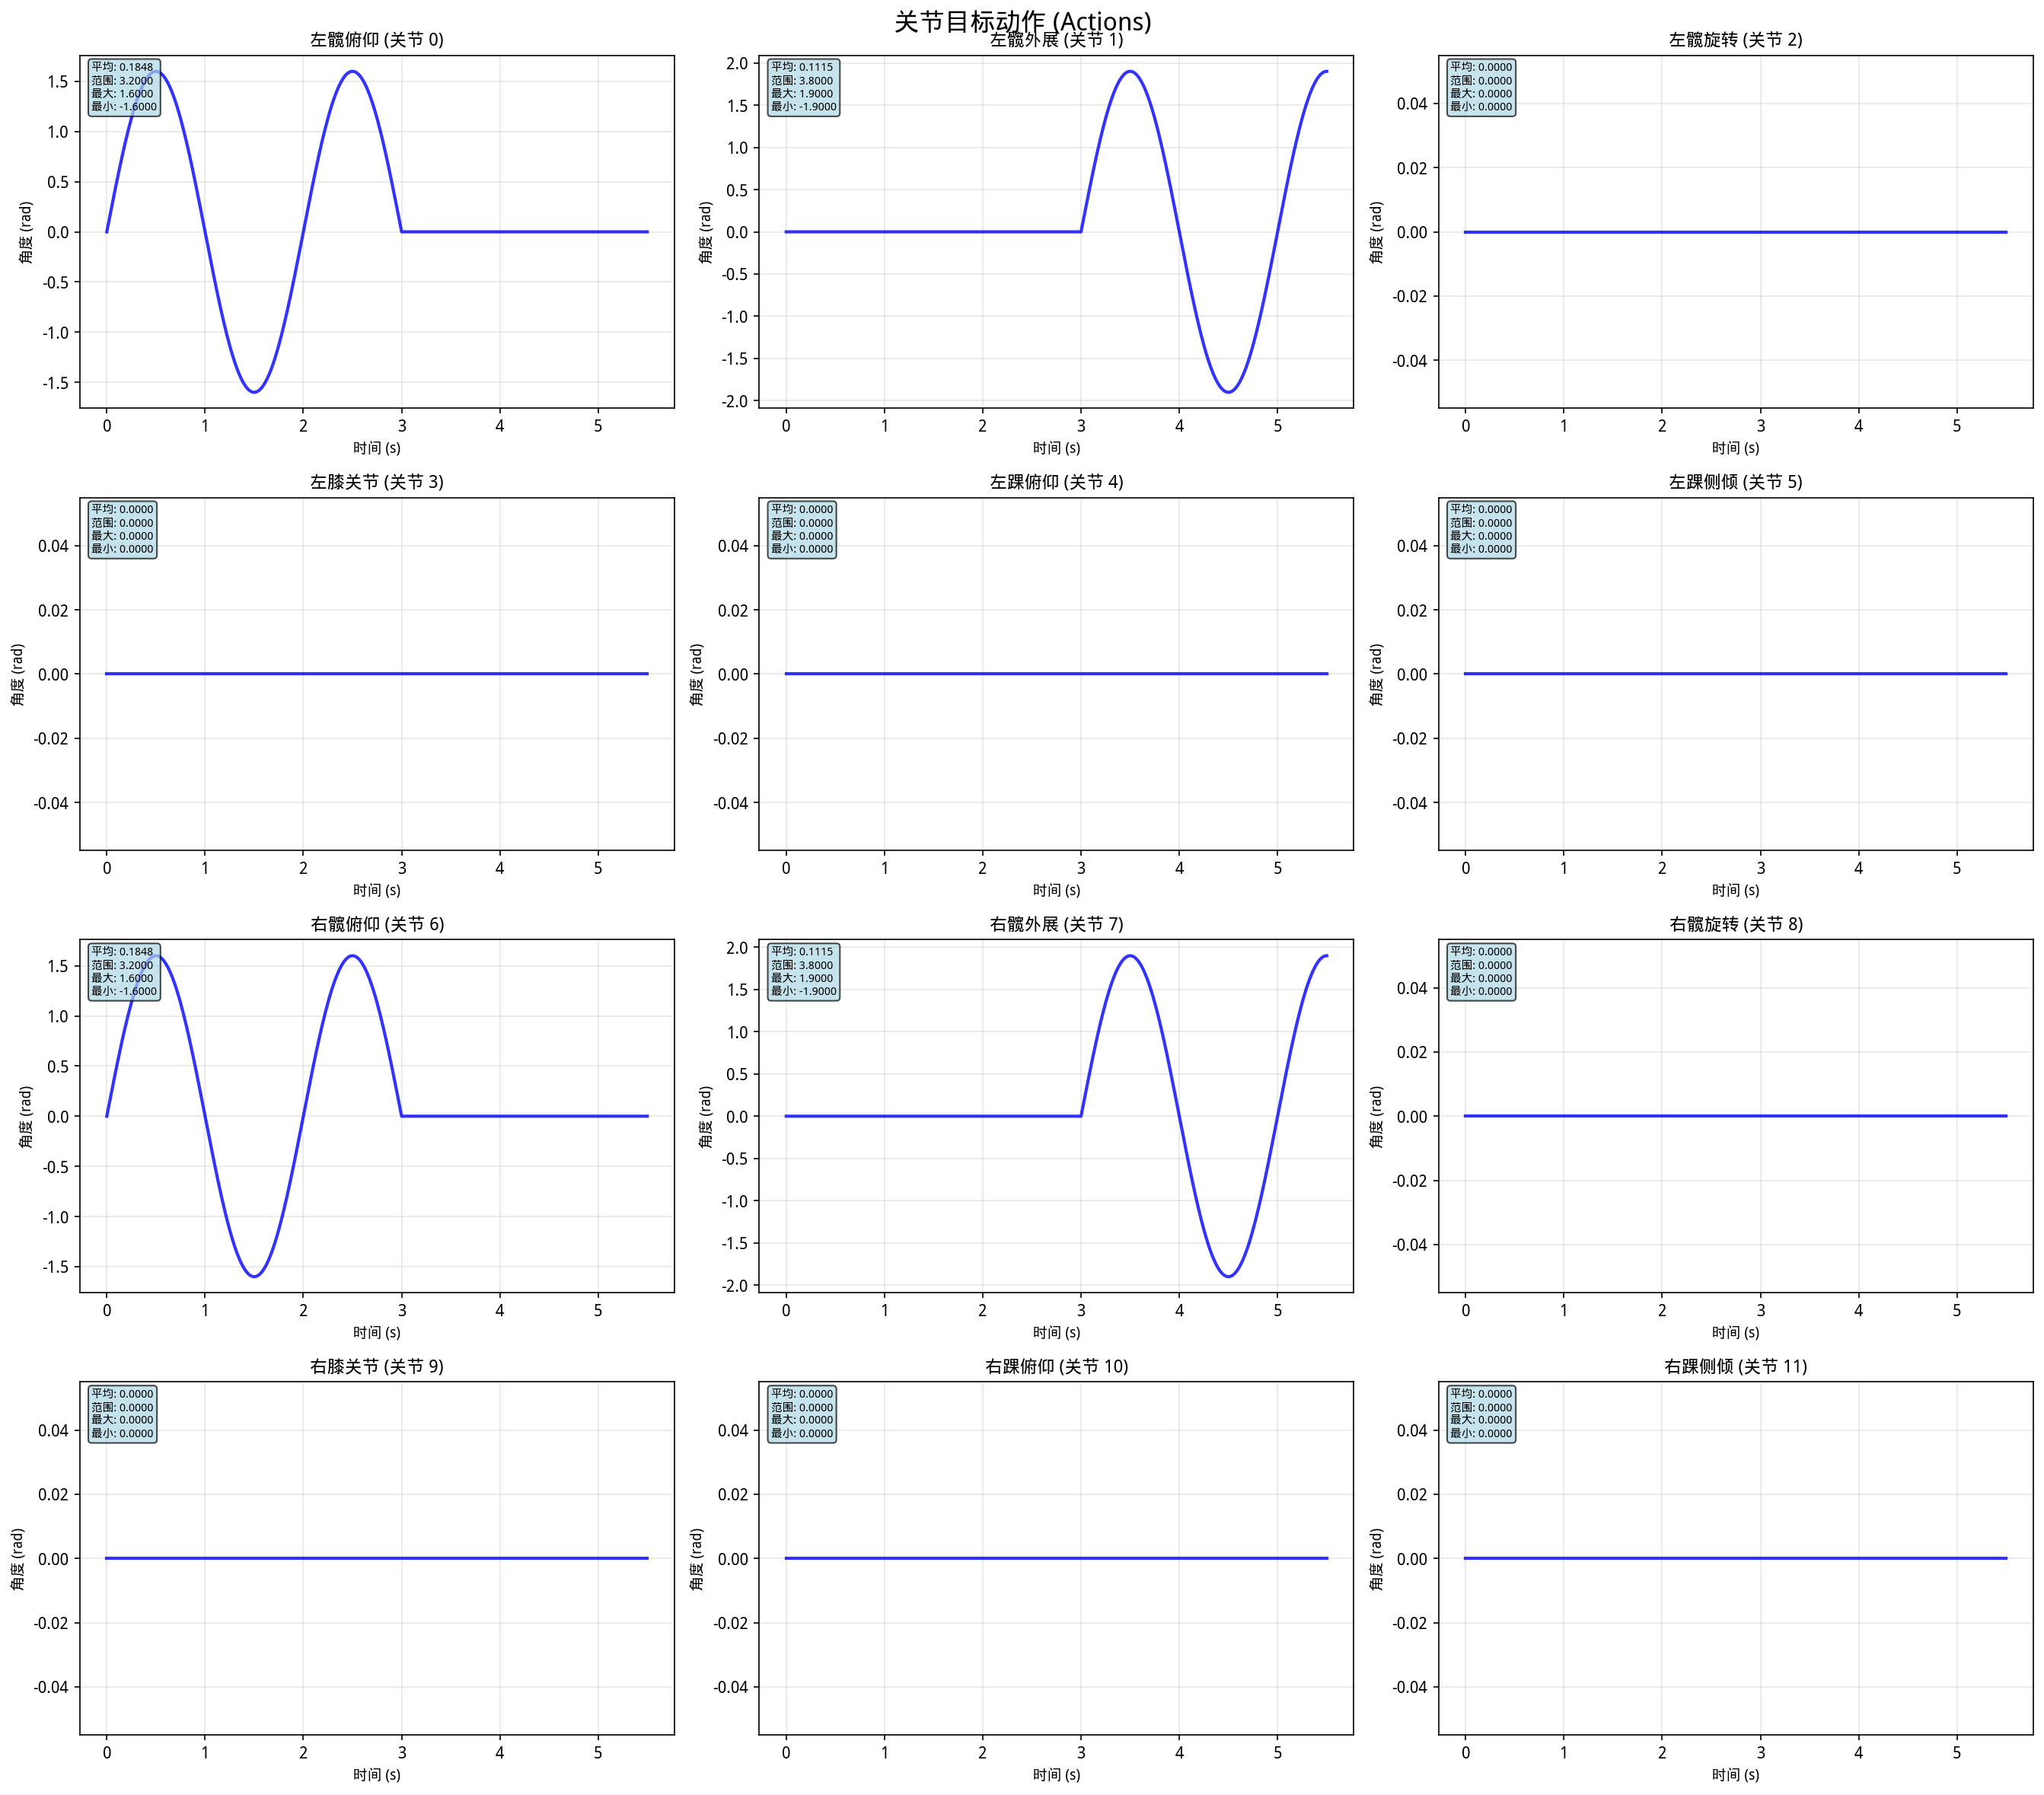 关节目标动作 (Actions)
左髋俯仰 (关节 0)
平均: 0.1848
范围: 3.2000
最大: 1.6000
最小: -1.6000
1.5
1.0
0.5
0.0
-0.5
-1.0
-1.5
角度 (rad)
0 1 2 3 4 5
时间 (s)
左髋外展 (关节 1)
平均: 0.1115
范围: 3.8000
最大: 1.9000
最小: -1.9000
2.0
1.5
1.0
0.5
0.0
-0.5
-1.0
-1.5
-2.0
角度 (rad)
0 1 2 3 4 5
时间 (s)
左髋旋转 (关节 2)
平均: 0.0000
范围: 0.0000
最大: 0.0000
最小: 0.0000
0.04
0.02
0.00
-0.02
-0.04
角度 (rad)
0 1 2 3 4 5
时间 (s)
左膝关节 (关节 3)
平均: 0.0000
范围: 0.0000
最大: 0.0000
最小: 0.0000
0.04
0.02
0.00
-0.02
-0.04
角度 (rad)
0 1 2 3 4 5
时间 (s)
左踝俯仰 (关节 4)
平均: 0.0000
范围: 0.0000
最大: 0.0000
最小: 0.0000
0.04
0.02
0.00
-0.02
-0.04
角度 (rad)
0 1 2 3 4 5
时间 (s)
左踝侧倾 (关节 5)
平均: 0.0000
范围: 0.0000
最大: 0.0000
最小: 0.0000
0.04
0.02
0.00
-0.02
-0.04
角度 (rad)
0 1 2 3 4 5
时间 (s)
右髋俯仰 (关节 6)
平均: 0.1848
范围: 3.2000
最大: 1.6000
最小: -1.6000
1.5
1.0
0.5
0.0
-0.5
-1.0
-1.5
角度 (rad)
0 1 2 3 4 5
时间 (s)
右髋外展 (关节 7)
平均: 0.1115
范围: 3.8000
最大: 1.9000
最小: -1.9000
2.0
1.5
1.0
0.5
0.0
-0.5
-1.0
-1.5
-2.0
角度 (rad)
0 1 2 3 4 5
时间 (s)
右髋旋转 (关节 8)
平均: 0.0000
范围: 0.0000
最大: 0.0000
最小: 0.0000
0.04
0.02
0.00
-0.02
-0.04
角度 (rad)
0 1 2 3 4 5
时间 (s)
右膝关节 (关节 9)
平均: 0.0000
范围: 0.0000
最大: 0.0000
最小: 0.0000
0.04
0.02
0.00
-0.02
-0.04
角度 (rad)
0 1 2 3 4 5
时间 (s)
右踝俯仰 (关节 10)
平均: 0.0000
范围: 0.0000
最大: 0.0000
最小: 0.0000
0.04
0.02
0.00
-0.02
-0.04
角度 (rad)
0 1 2 3 4 5
时间 (s)
右踝侧倾 (关节 11)
平均: 0.0000
范围: 0.0000
最大: 0.0000
最小: 0.0000
0.04
0.02
0.00
-0.02
-0.04
角度 (rad)
0 1 2 3 4 5
时间 (s)